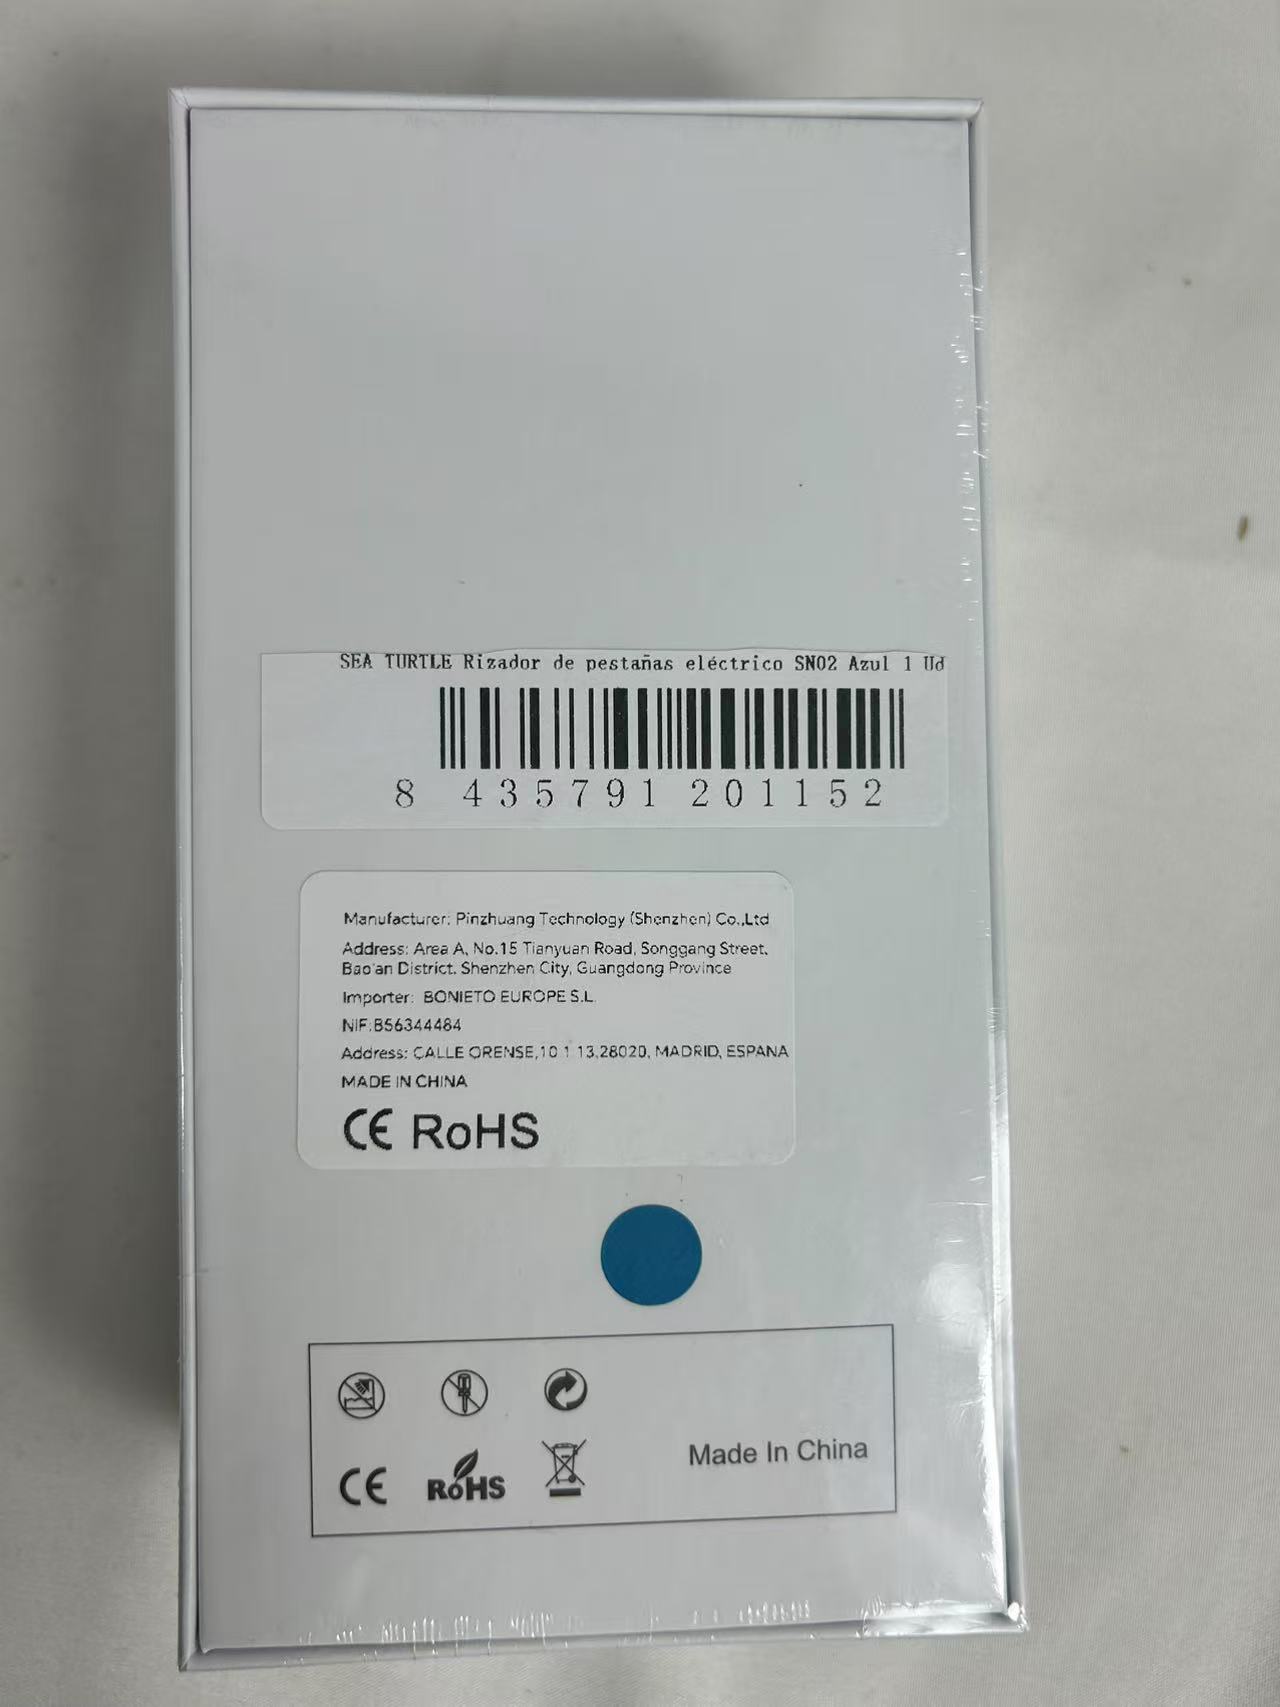 SEA TURTLE Rizador de pestañas eléctrico SN02 Azul 1 Ud
8 435791 201152
Manufacturer: Pinzhuang Technology (Shenzhen) Co.,Ltd
Address: Area A, No.15 Tianyuan Road, Songgang Street,
Bao'an District. Shenzhen City, Guangdong Province
Importer: BONIETO EUROPE S.L.
NIF:B56344484
Address: CALLE ORENSE,10 1 13,28020, MADRID, ESPANA
MADE IN CHINA
CE RoHS
Made In China
CE RoHS